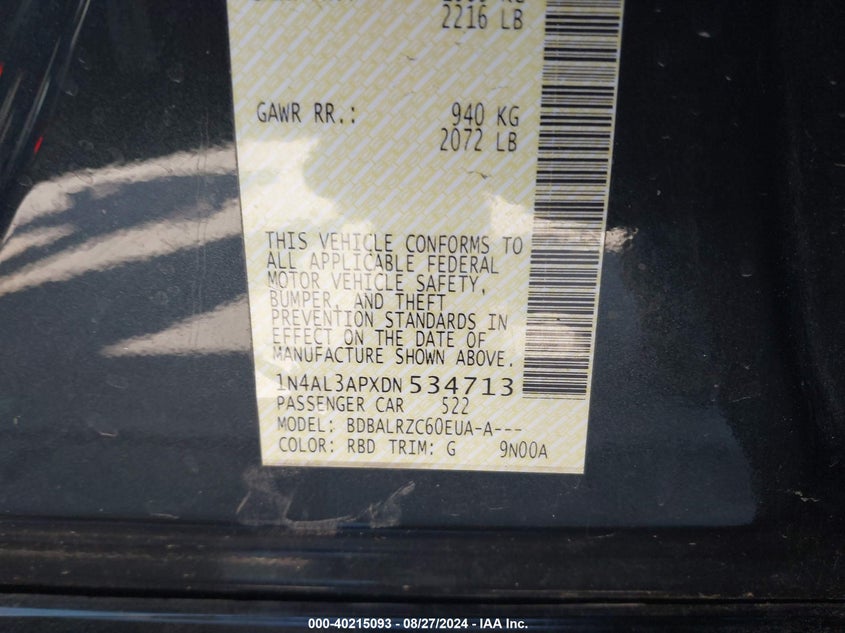 2216 LB
GAWR RR.: 940 KG
2072 LB
THIS VEHICLE CONFORMS TO
ALL APPLICABLE FEDERAL
MOTOR VEHICLE SAFETY,
BUMPER, AND THEFT
PREVENTION STANDARDS IN
EFFECT ON THE DATE OF
MANUFACTURE SHOWN ABOVE.
1N4AL3APXDN534713
PASSENGER CAR 522
MODEL: BDBALRZC60EUA-A---
COLOR: RBD TRIM: G 9N00A
000-40215093 - 08/27/2024 - IAA Inc.